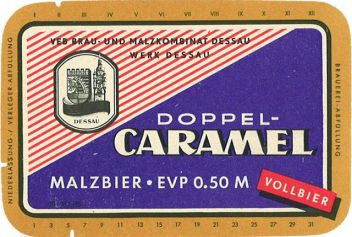 I II III IV V VI VII VIII IX X XI XII
VEB BRAU- UND MALZKOMBINAT DESSAU
WERK DESSAU
DESSAU
DOPPEL-
CARAMEL
MALZBIER • EVP 0.50 M
VOLLBIER
NIEDERLASSUNG / VERLEGER-ABFÜLLUNG
BRAUEREI-ABFÜLLUNG
1 3 5 7 9 11 13 15 17 19 21 23 25 27 29 31